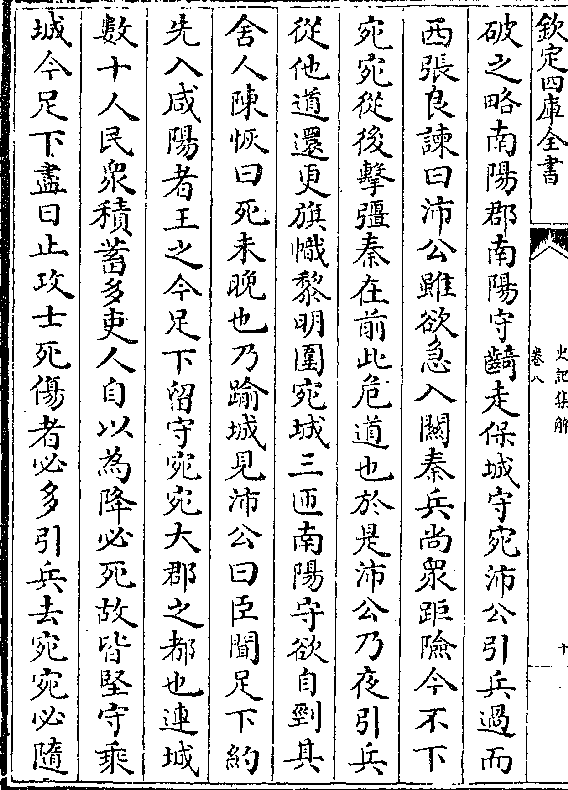 欽定四庫全書
史記集解
卷八
十
破之略南陽郡南陽守齮走保城守宛沛公引兵過而
西張良諫曰沛公雖欲急入關秦兵尚衆距險今不下
宛宛從後擊彊秦在前此危道也於是沛公乃夜引兵
從他道還更旗幟黎明圍宛城三匝南陽守欲自剄其
舍人陳恢曰死未晚也乃踰城見沛公曰臣聞足下約
先入咸陽者王之今足下留守宛宛大郡之都也連城
數十人民衆積蓄多吏人自以為降必死故皆堅守乘
城今足下盡日止攻士死傷者必多引兵去宛宛必隨